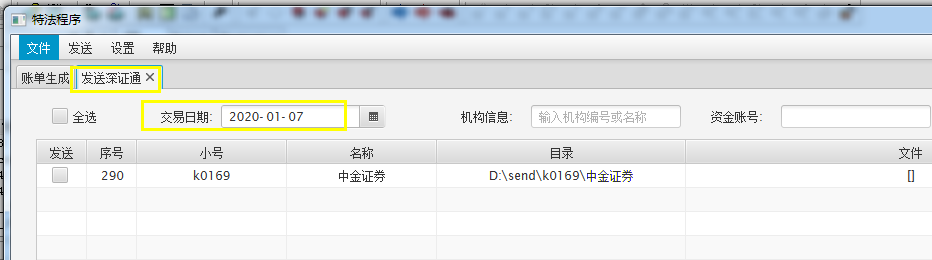 特法程序
文件 发送 设置 帮助
账单生成 发送深证通
全选 交易日期: 2020-01-07 机构信息: 输入机构编号或名称 资金账号:
发送 序号 小号 名称 目录 文件
290 k0169 中金证券 D:\send\k0169\中金证券 []